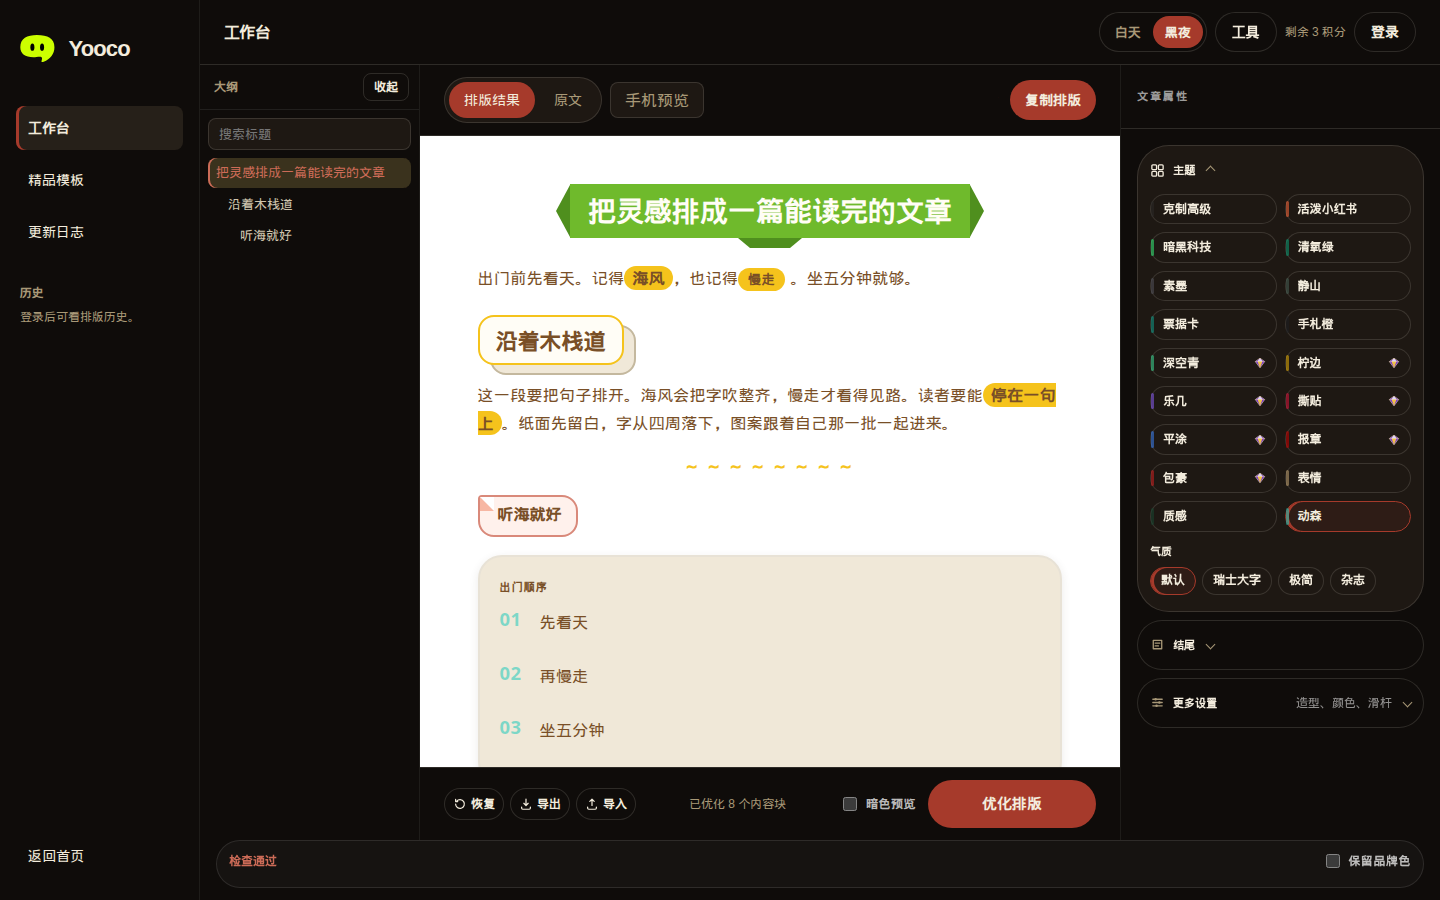 Yooco
工作台
精品模板
更新日志
历史
登录后可看排版历史。
返回首页
工作台
白天
黑夜
工具
剩余 3 积分
登录
大纲
收起
搜索标题
把灵感排成一篇能读完的文章
沿着木栈道
听海就好
排版结果
原文
手机预览
复制排版
把灵感排成一篇能读完的文章
出门前先看天。记得 海风 ，也记得 慢走 。坐五分钟就够。
沿着木栈道
这一段要把句子排开。海风会把字吹整齐，慢走才看得见路。读者要能 停在一句
上 。纸面先留白，字从四周落下，图案跟着自己那一批一起进来。
~ ~ ~ ~ ~ ~ ~ ~
听海就好
出门顺序
01 先看天
02 再慢走
03 坐五分钟
恢复
导出
导入
已优化 8 个内容块
暗色预览
优化排版
检查通过
保留品牌色
文章属性
主题
克制高级
活泼小红书
暗黑科技
清氧绿
素墨
静山
票据卡
手札橙
深空青
柠边
乐几
撕贴
平涂
报章
包豪
表情
质感
动森
气质
默认
瑞士大字
极简
杂志
结尾
更多设置
造型、颜色、滑杆